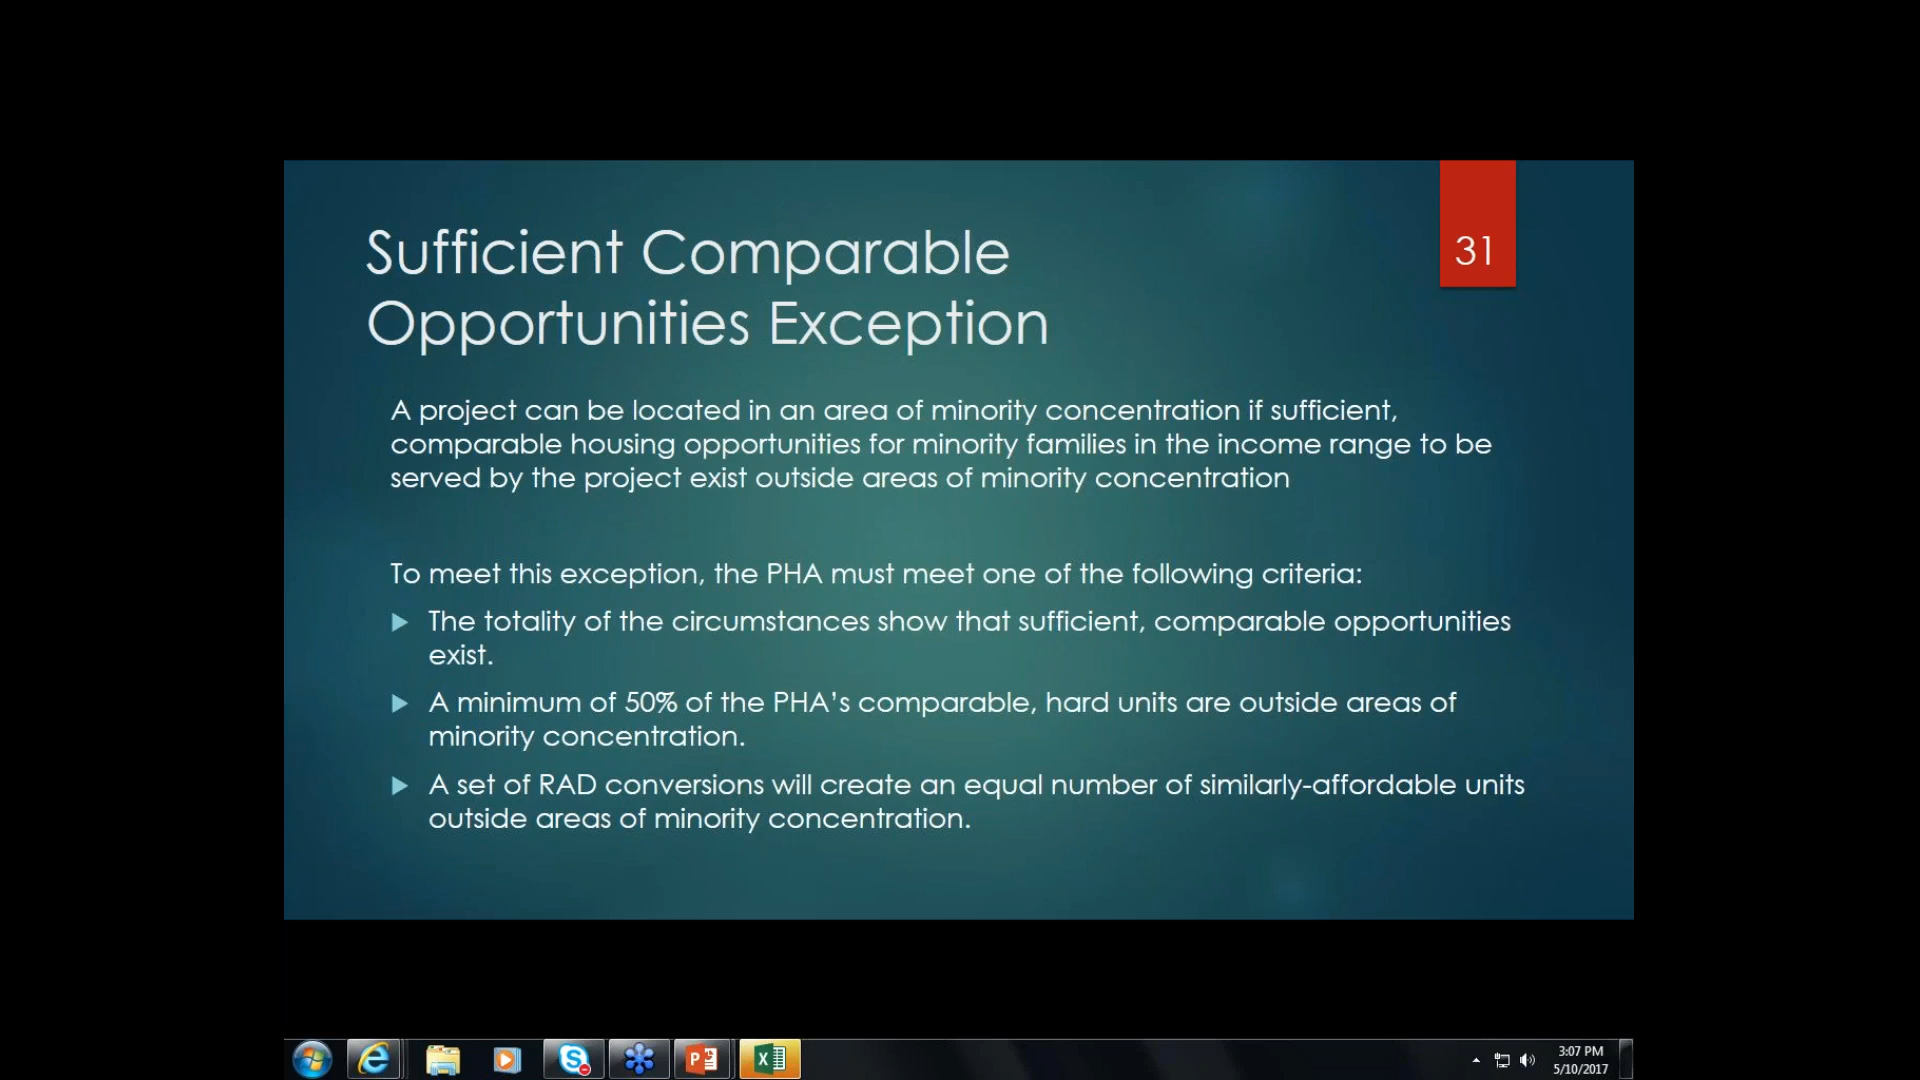 31
Sufficient Comparable
Opportunities Exception
A project can be located in an area of minority concentration if sufficient,
comparable housing opportunities for minority families in the income range to be
served by the project exist outside areas of minority concentration
To meet this exception, the PHA must meet one of the following criteria:
The totality of the circumstances show that sufficient, comparable opportunities
exist.
A minimum of 50% of the PHA’s comparable, hard units are outside areas of
minority concentration.
A set of RAD conversions will create an equal number of similarly-affordable units
outside areas of minority concentration.
3:07 PM
5/10/2017